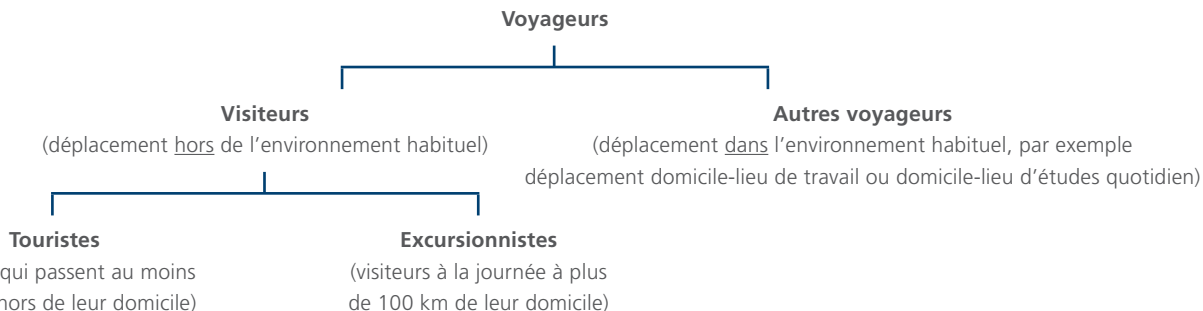 Voyageurs
Visiteurs
(déplacement hors de l’environnement habituel)
Autres voyageurs
(déplacement dans l’environnement habituel, par exemple
déplacement domicile-lieu de travail ou domicile-lieu d’études quotidien)
Touristes
qui passent au moins
hors de leur domicile)
Excursionnistes
(visiteurs à la journée à plus
de 100 km de leur domicile)